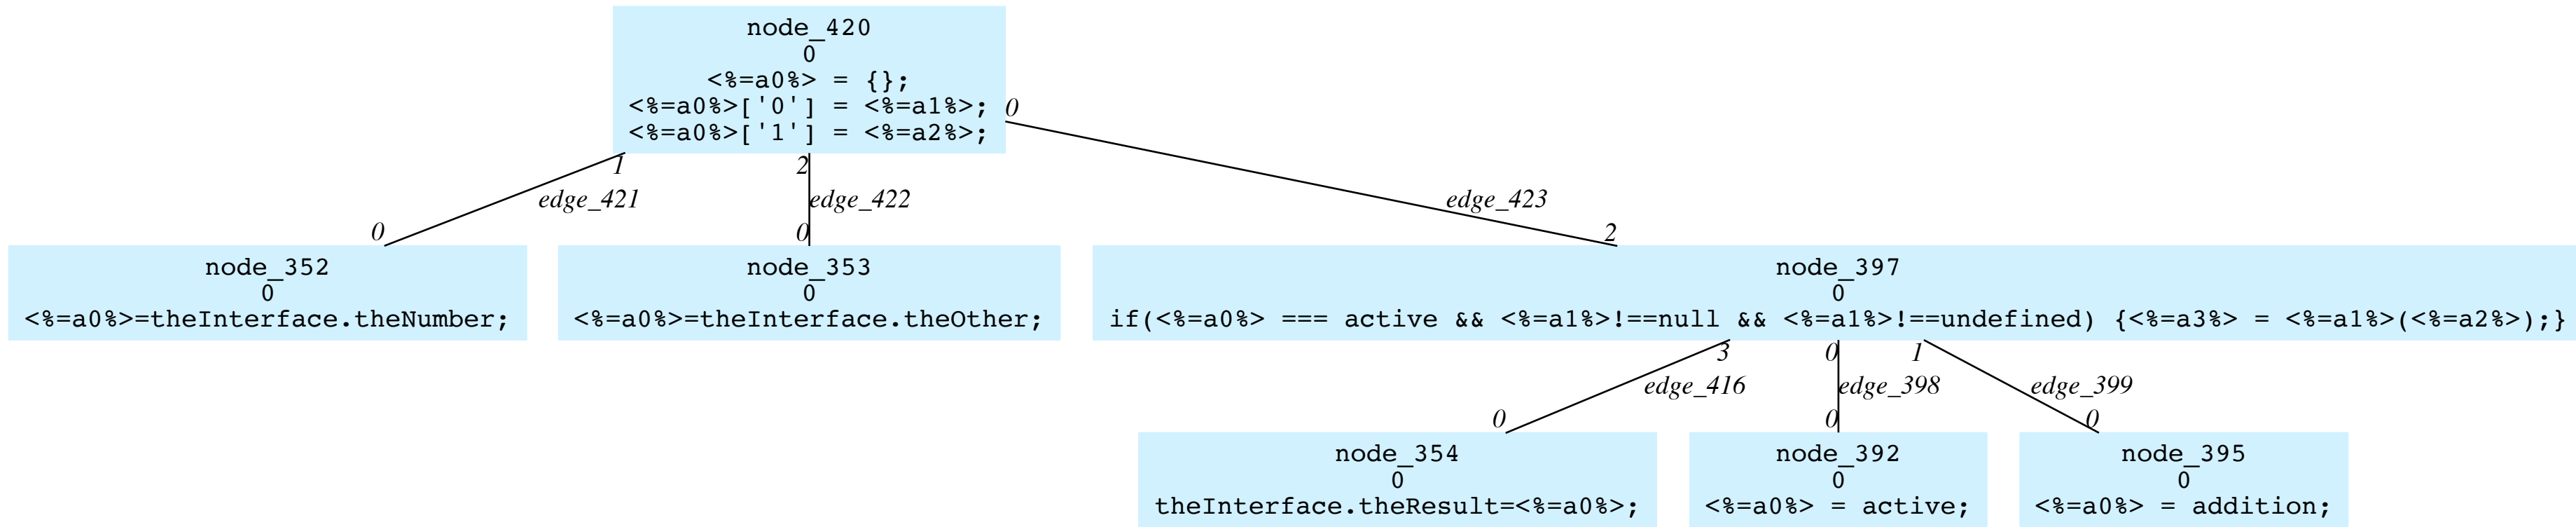 node_420
0
<%=a0%> = {};
<%=a0%>['0'] = <%=a1%>;
<%=a0%>['1'] = <%=a2%>;
0
1
2
edge_421
edge_422
edge_423
0
0
2
node_352
0
<%=a0%>=theInterface.theNumber;
node_353
0
<%=a0%>=theInterface.theOther;
node_397
0
if(<%=a0%> === active && <%=a1%>!==null && <%=a1%>!==undefined) {<%=a3%> = <%=a1%>(<%=a2%>);}
3
0
1
edge_416
edge_398
edge_399
0
0
0
node_354
0
theInterface.theResult=<%=a0%>;
node_392
0
<%=a0%> = active;
node_395
0
<%=a0%> = addition;